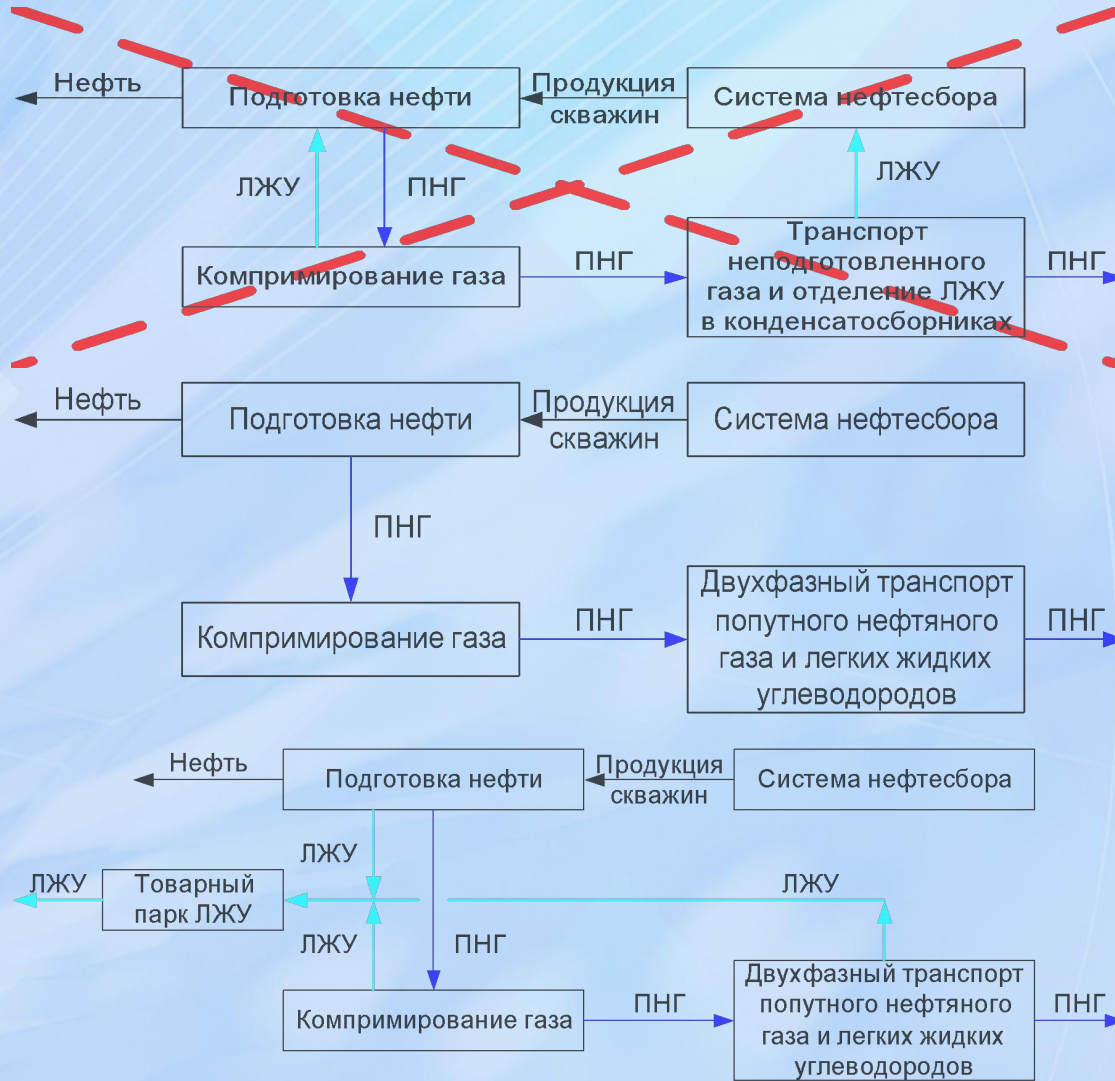 Нефть
Подготовка нефти
Продукция
скважин
Система нефтесбора
ЛЖУ
ПНГ
ЛЖУ
Компримирование газа
ПНГ
Транспорт
неподготовленного
газа и отделение ЛЖУ
в конденсатосборниках
ПНГ
Нефть
Подготовка нефти
Продукция
скважин
Система нефтесбора
ПНГ
Компримирование газа
ПНГ
Двухфазный транспорт
попутного нефтяного
газа и легких жидких
углеводородов
ПНГ
Нефть
Подготовка нефти
Продукция
скважин
Система нефтесбора
ЛЖУ
ЛЖУ
Товарный
парк ЛЖУ
ЛЖУ
ЛЖУ
ПНГ
Компримирование газа
ПНГ
Двухфазный транспорт
попутного нефтяного
газа и легких жидких
углеводородов
ПНГ